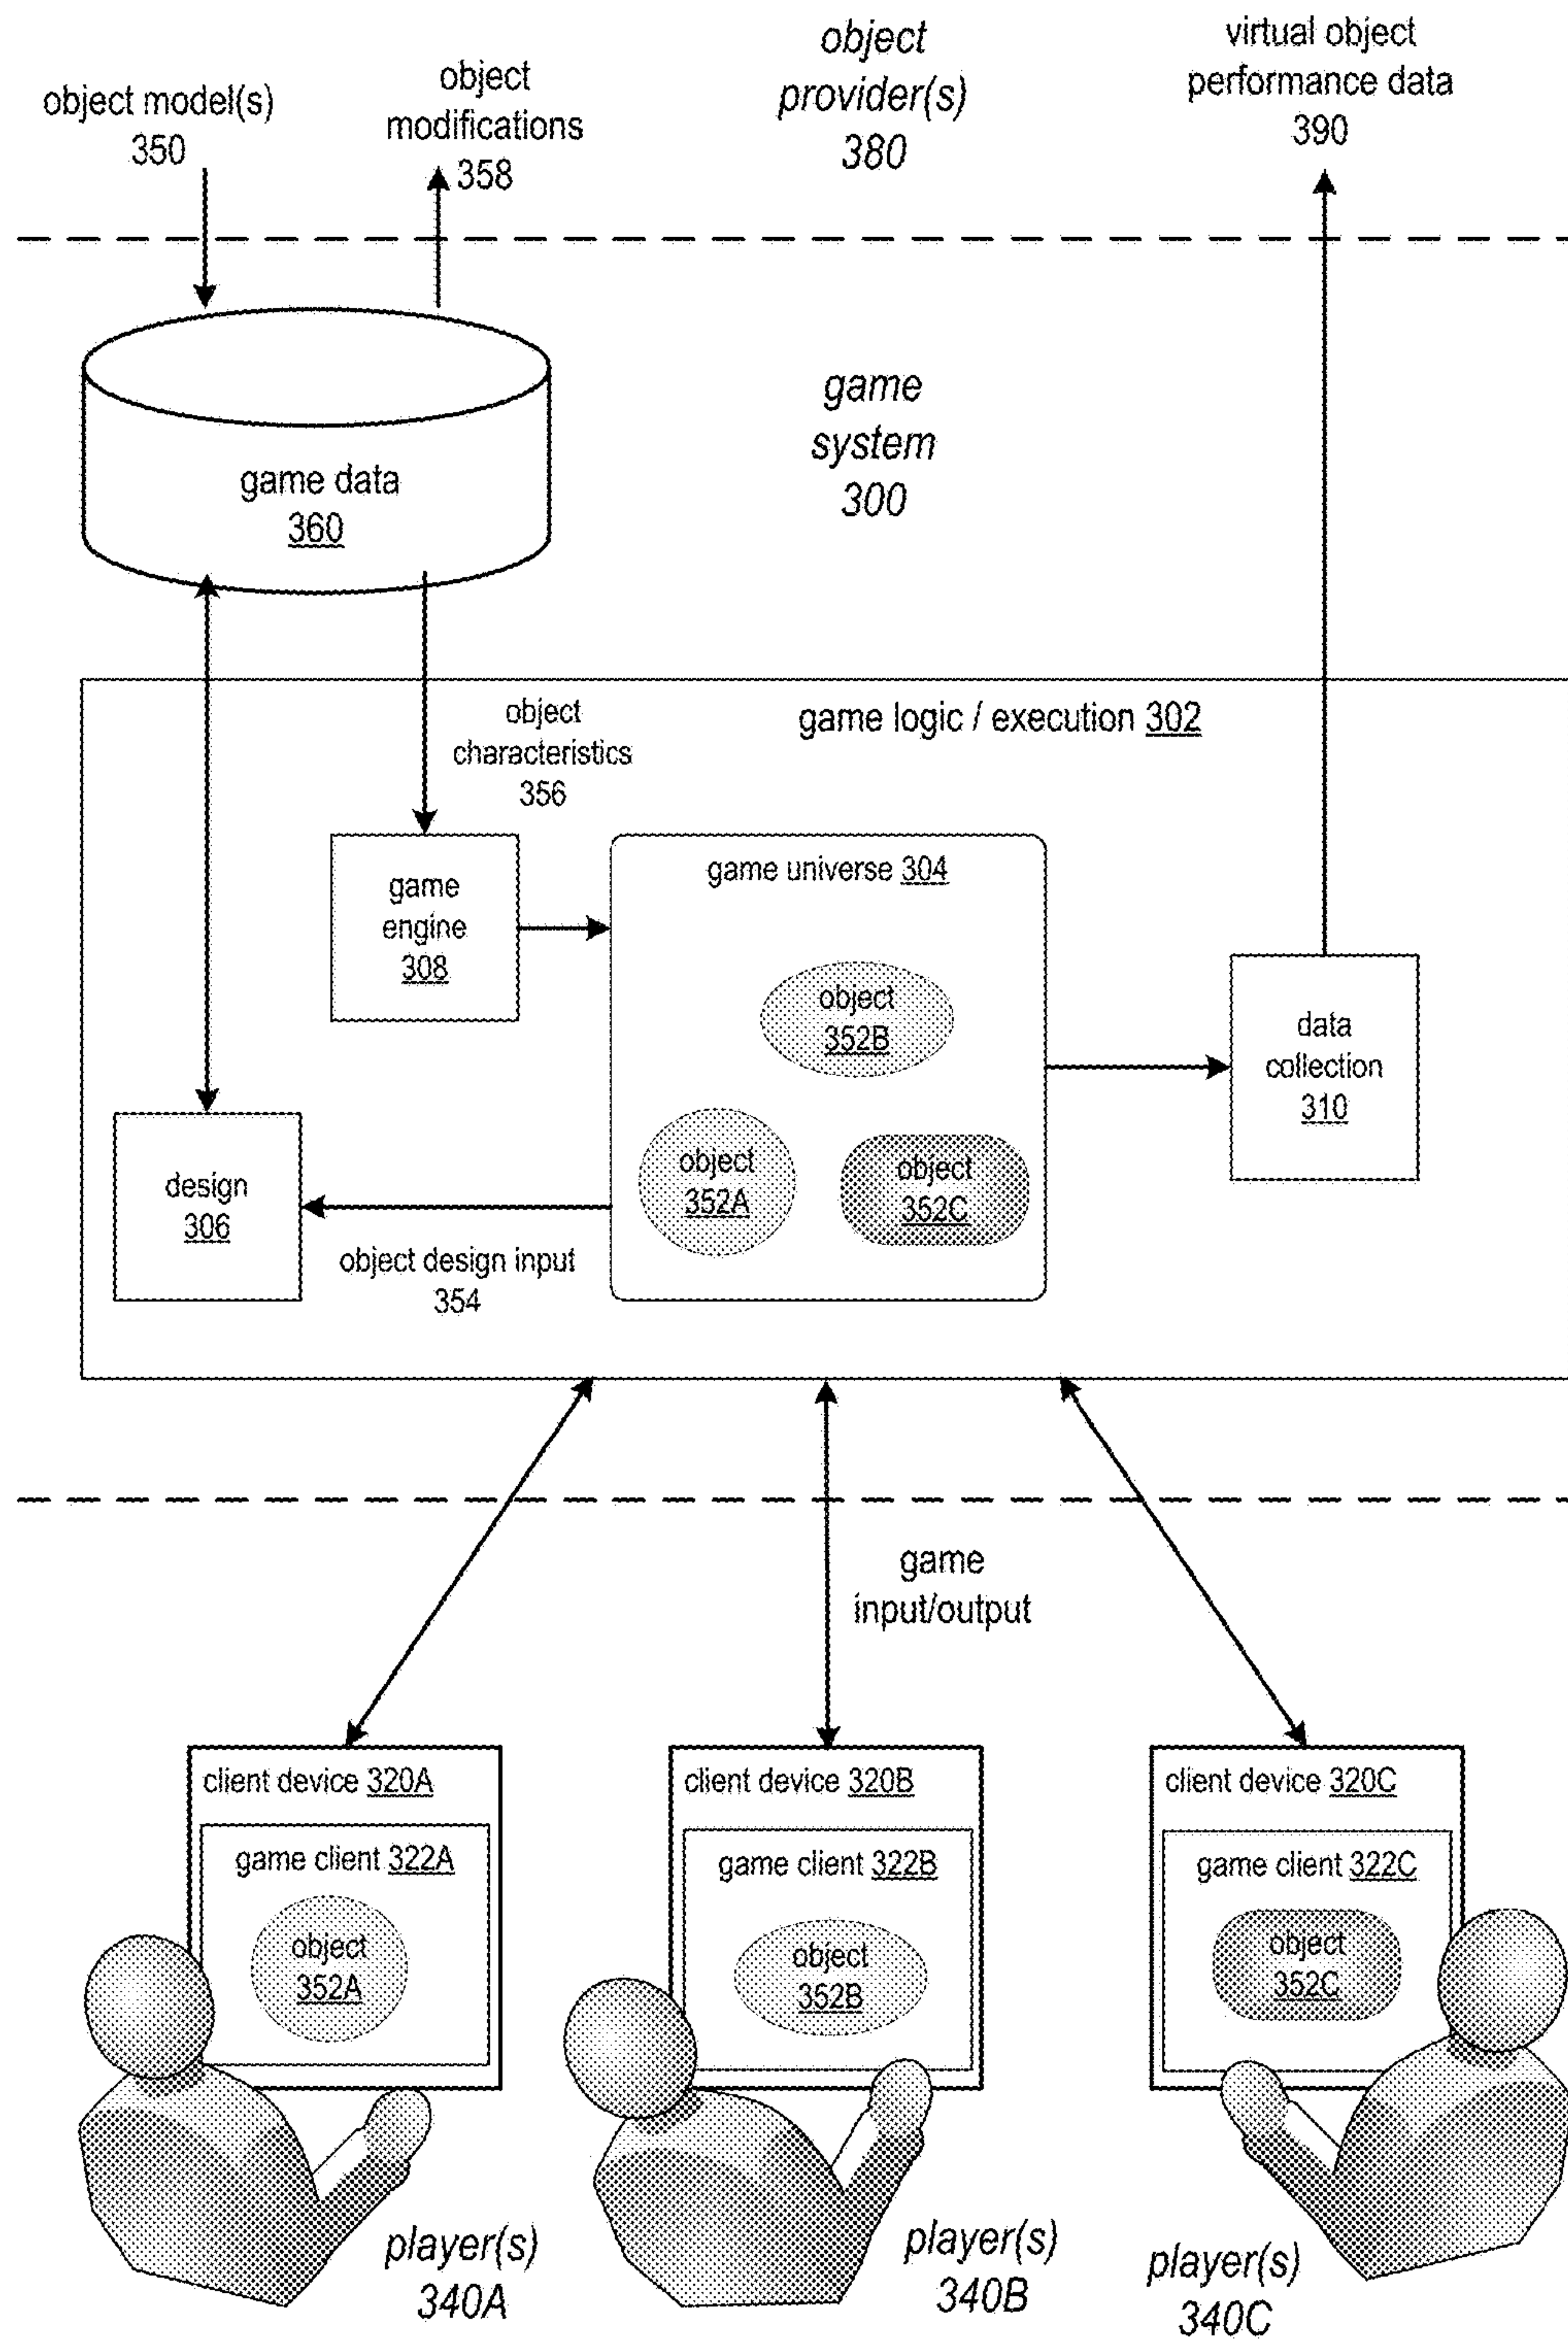 object model(s)
350
object
modifications
358
object
provider(s)
380
virtual object
performance data
390
game data
360
game
system
300
game logic / execution 302
object
characteristics
356
game
engine
308
game universe 304
object
352B
object
352A
object
352C
data
collection
310
design
306
object design input
354
game
input/output
client device 320A
game client 322A
object
352A
client device 320B
game client 322B
object
352B
client device 320C
game client 322C
object
352C
player(s)
340A
player(s)
340B
player(s)
340C